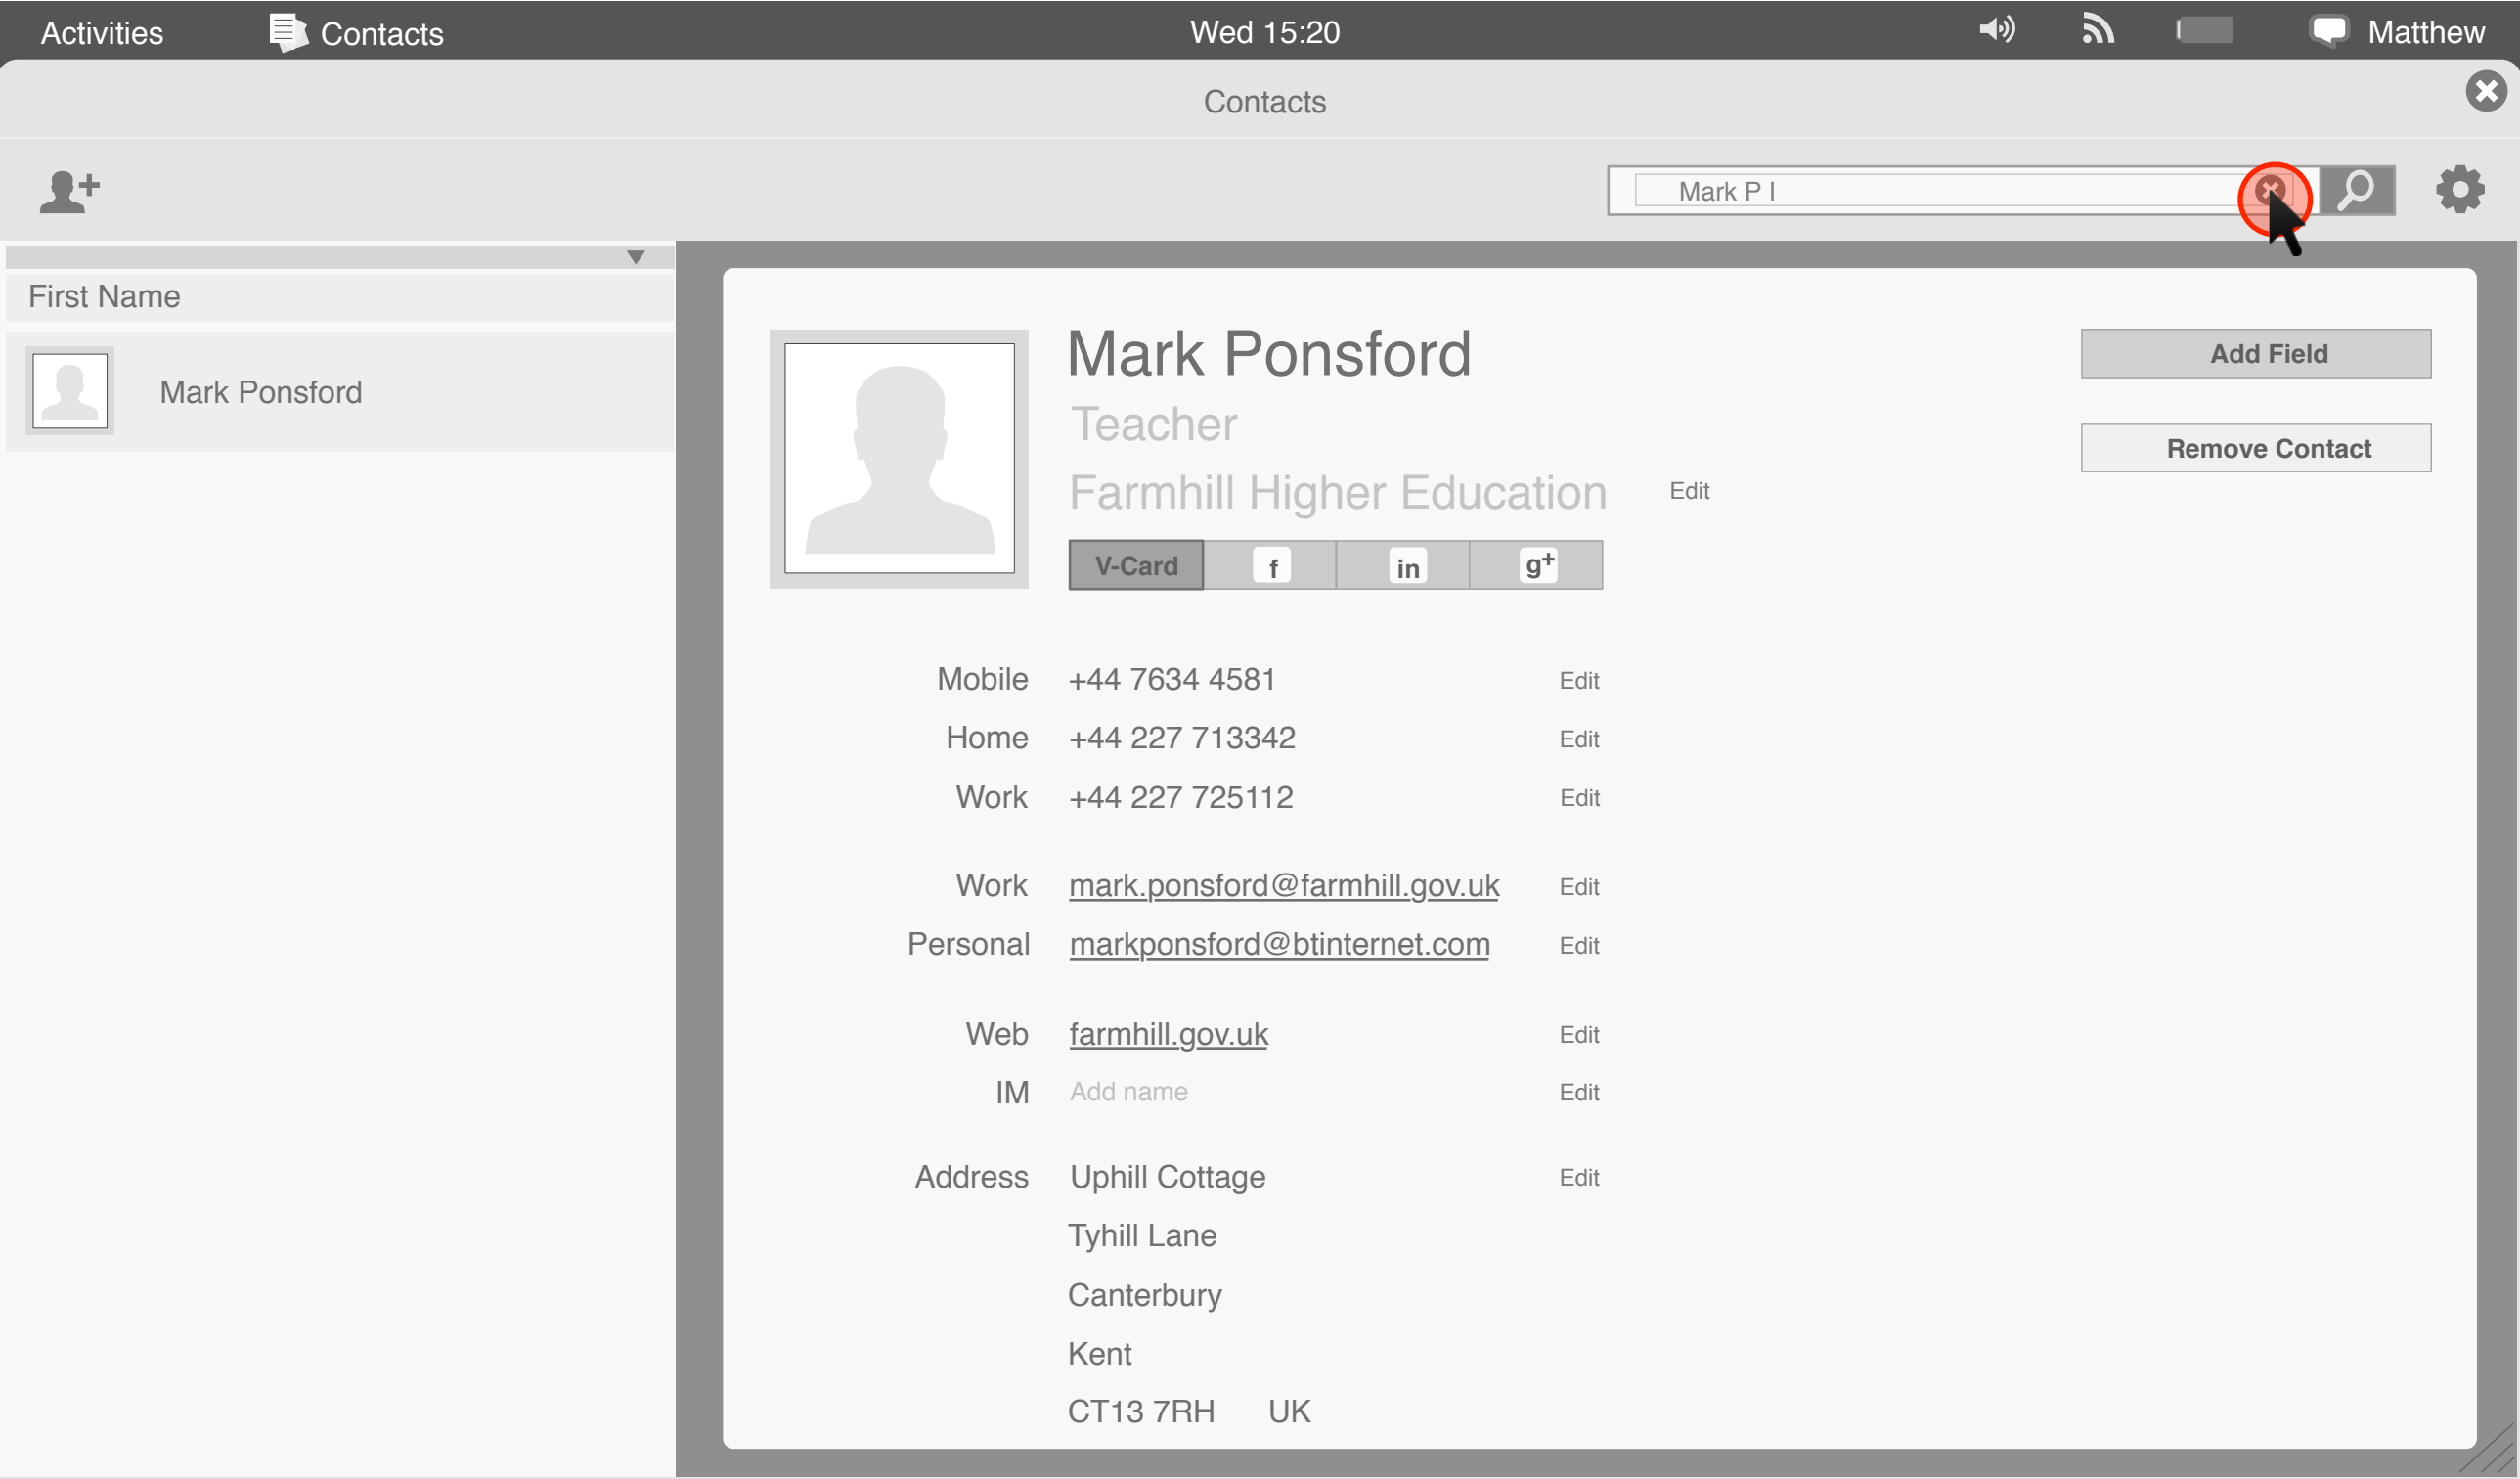 Activities Contacts Wed 15:20 Matthew
Contacts
Mark P I
First Name
Mark Ponsford
Mark Ponsford
Teacher
Farmhill Higher Education Edit
Add Field
Remove Contact
V-Card f in g+
Mobile +44 7634 4581 Edit
Home +44 227 713342 Edit
Work +44 227 725112 Edit
Work mark.ponsford@farmhill.gov.uk Edit
Personal markponsford@btinternet.com Edit
Web farmhill.gov.uk Edit
IM Add name Edit
Address Uphill Cottage Edit
Tyhill Lane
Canterbury
Kent
CT13 7RH UK